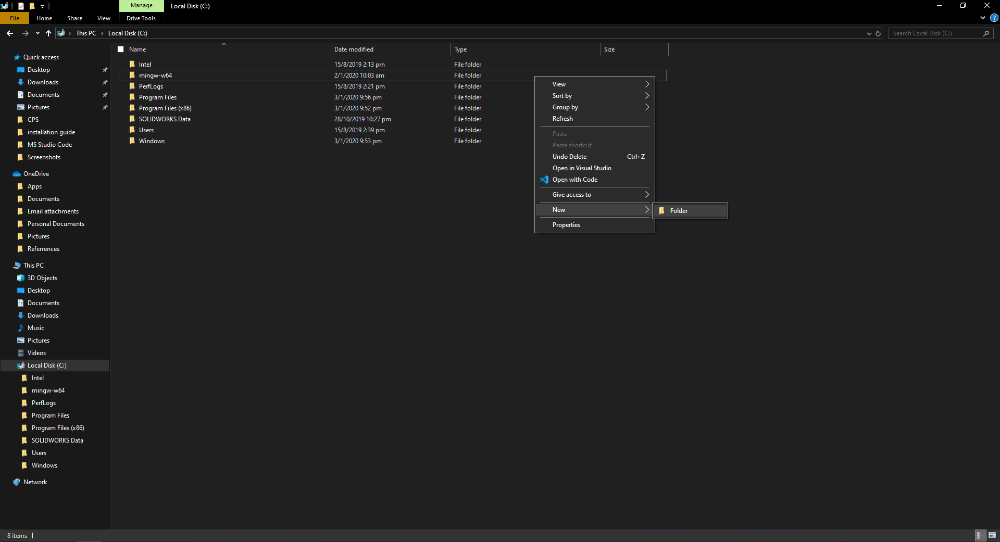 Manage Local Disk (C:)
File Home Share View Drive Tools
This PC Local Disk (C:) Search Local Disk (C:)
Name Date modified Type Size
Quick access
Desktop
Downloads
Documents
Pictures
CPS
installation guide
MS Studio Code
Screenshots
OneDrive
Apps
Documents
Email attachments
Personal Documents
Pictures
Referrences
This PC
3D Objects
Desktop
Documents
Downloads
Music
Pictures
Videos
Local Disk (C:)
Intel
mingw-w64
PerfLogs
Program Files
Program Files (x86)
SOLIDWORKS Data
Users
Windows
Network
Intel 15/8/2019 2:13 pm File folder
mingw-w64 2/1/2020 10:03 am File folder
PerfLogs 15/8/2019 2:21 pm File folder
Program Files 3/1/2020 9:56 pm File folder
Program Files (x86) 3/1/2020 9:52 pm File folder
SOLIDWORKS Data 28/10/2019 10:27 pm File folder
Users 15/8/2019 2:39 pm File folder
Windows 3/1/2020 9:53 pm File folder
View
Sort by
Group by
Refresh
Paste
Paste shortcut
Undo Delete Ctrl+Z
Open in Visual Studio
Open with Code
Give access to
New
Folder
Properties
8 items